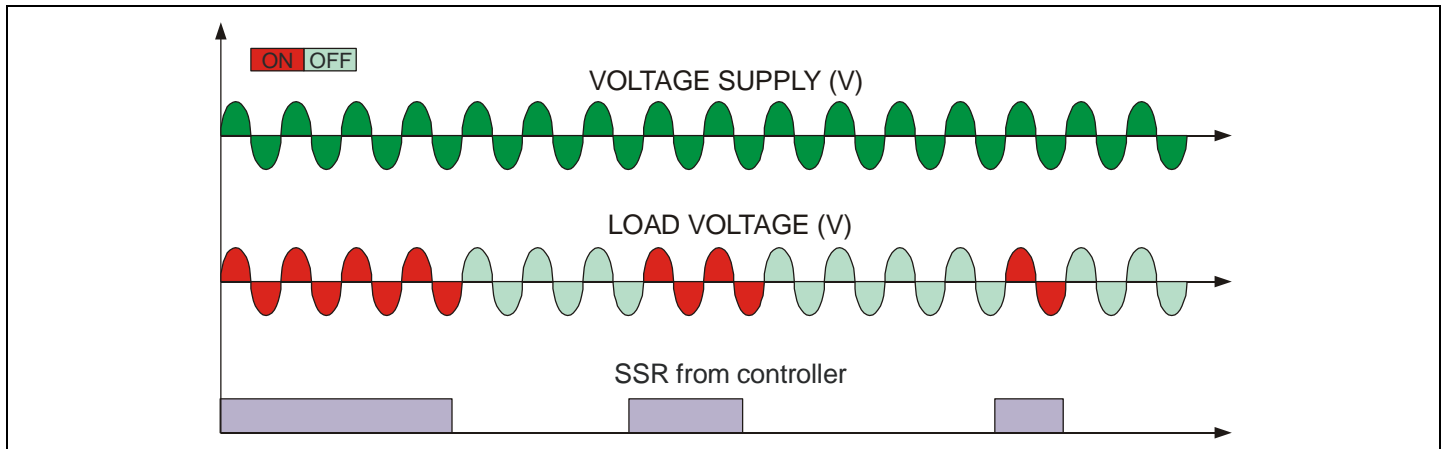 ON OFF
VOLTAGE SUPPLY (V)
LOAD VOLTAGE (V)
SSR from controller